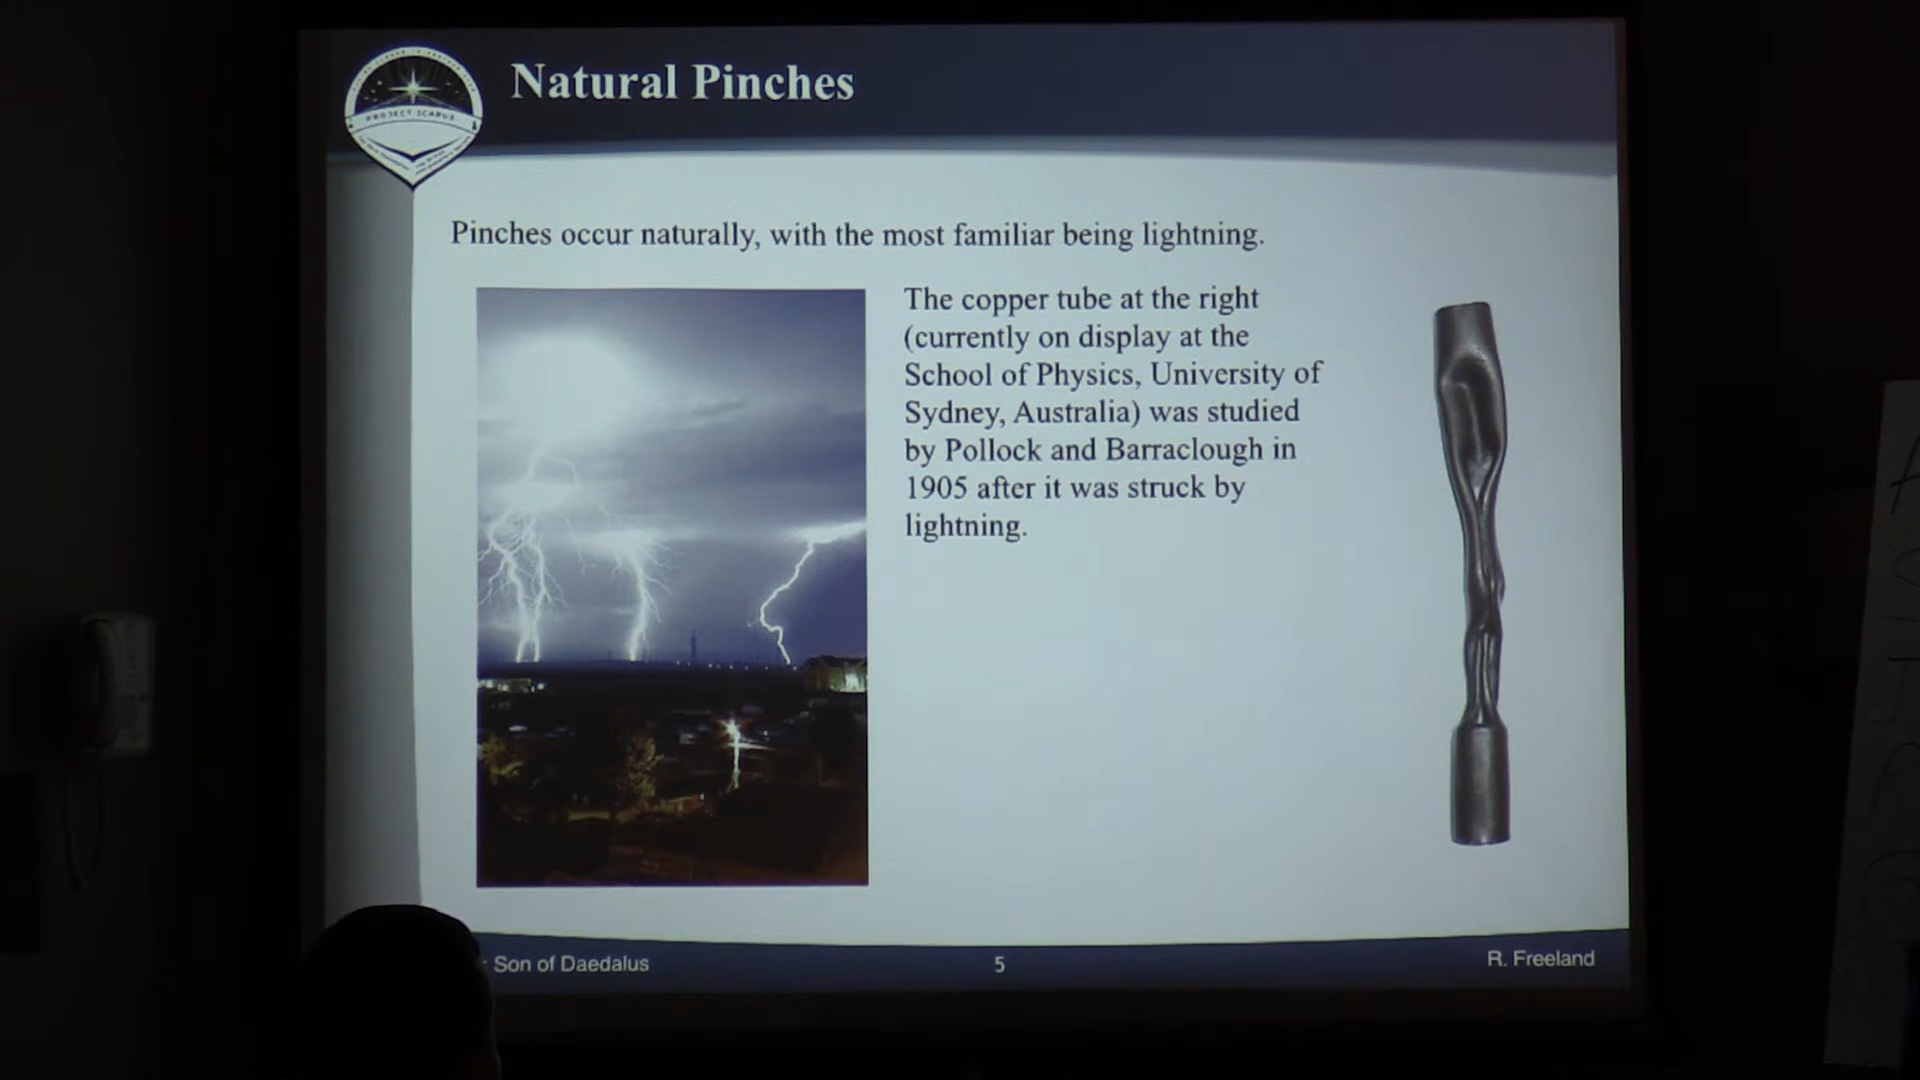 Natural Pinches
PROJECT ICARUS
Pinches occur naturally, with the most familiar being lightning.
The copper tube at the right
(currently on display at the
School of Physics, University of
Sydney, Australia) was studied
by Pollock and Barraclough in
1905 after it was struck by
lightning.
Son of Daedalus
5
R. Freeland